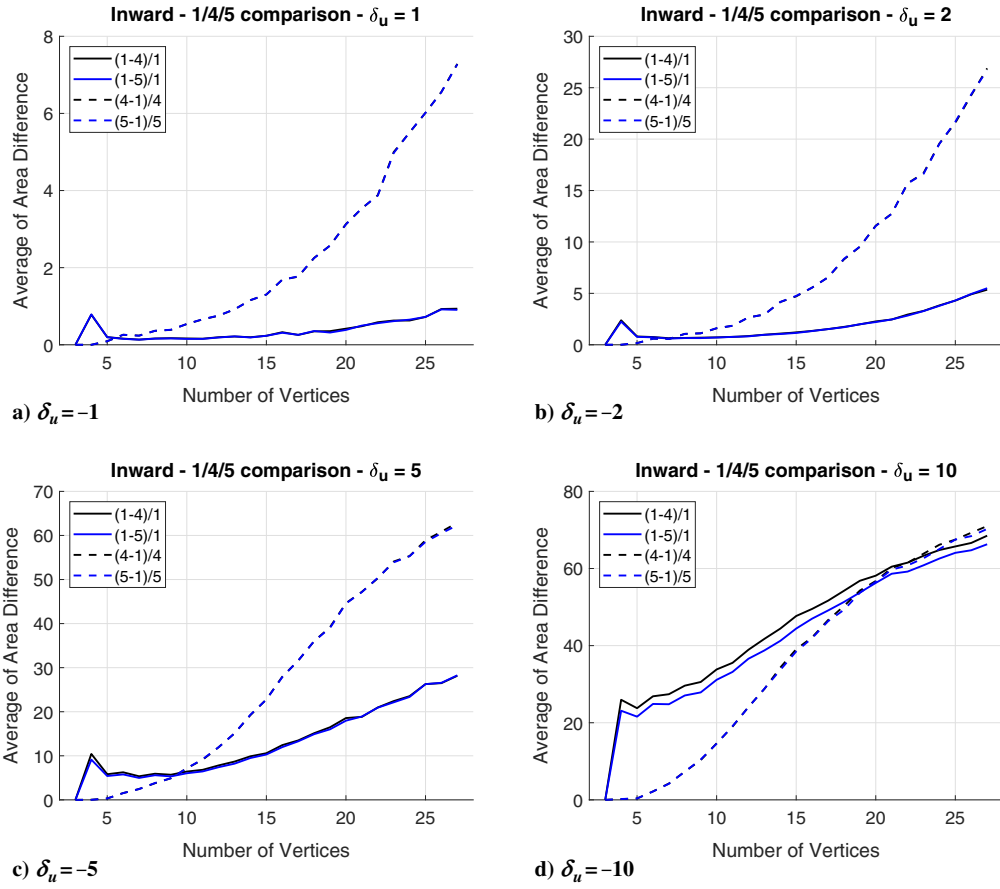 Inward - 1/4/5 comparison - δu = 1
8
6
4
2
0
Average of Area Difference
(1-4)/1
(1-5)/1
(4-1)/4
(5-1)/5
5 10 15 20 25
Number of Vertices
a) δu = –1
Inward - 1/4/5 comparison - δu = 2
30
25
20
15
10
5
0
Average of Area Difference
(1-4)/1
(1-5)/1
(4-1)/4
(5-1)/5
5 10 15 20 25
Number of Vertices
b) δu = –2
Inward - 1/4/5 comparison - δu = 5
70
60
50
40
30
20
10
0
Average of Area Difference
(1-4)/1
(1-5)/1
(4-1)/4
(5-1)/5
5 10 15 20 25
Number of Vertices
c) δu = –5
Inward - 1/4/5 comparison - δu = 10
80
60
40
20
0
Average of Area Difference
(1-4)/1
(1-5)/1
(4-1)/4
(5-1)/5
5 10 15 20 25
Number of Vertices
d) δu = –10